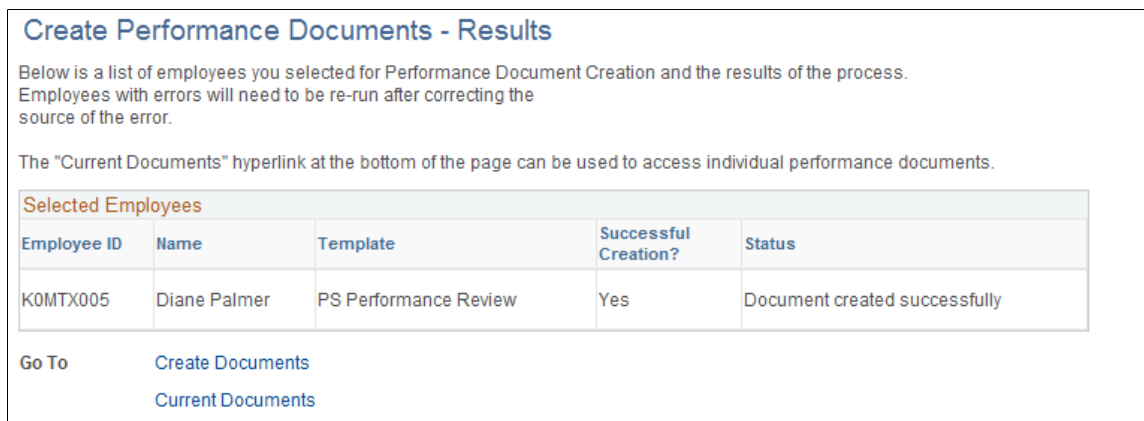 Create Performance Documents - Results
Below is a list of employees you selected for Performance Document Creation and the results of the process.
Employees with errors will need to be re-run after correcting the
source of the error.
The "Current Documents" hyperlink at the bottom of the page can be used to access individual performance documents.
Selected Employees
Employee ID Name Template Successful Creation? Status
K0MTX005 Diane Palmer PS Performance Review Yes Document created successfully
Go To Create Documents
Current Documents